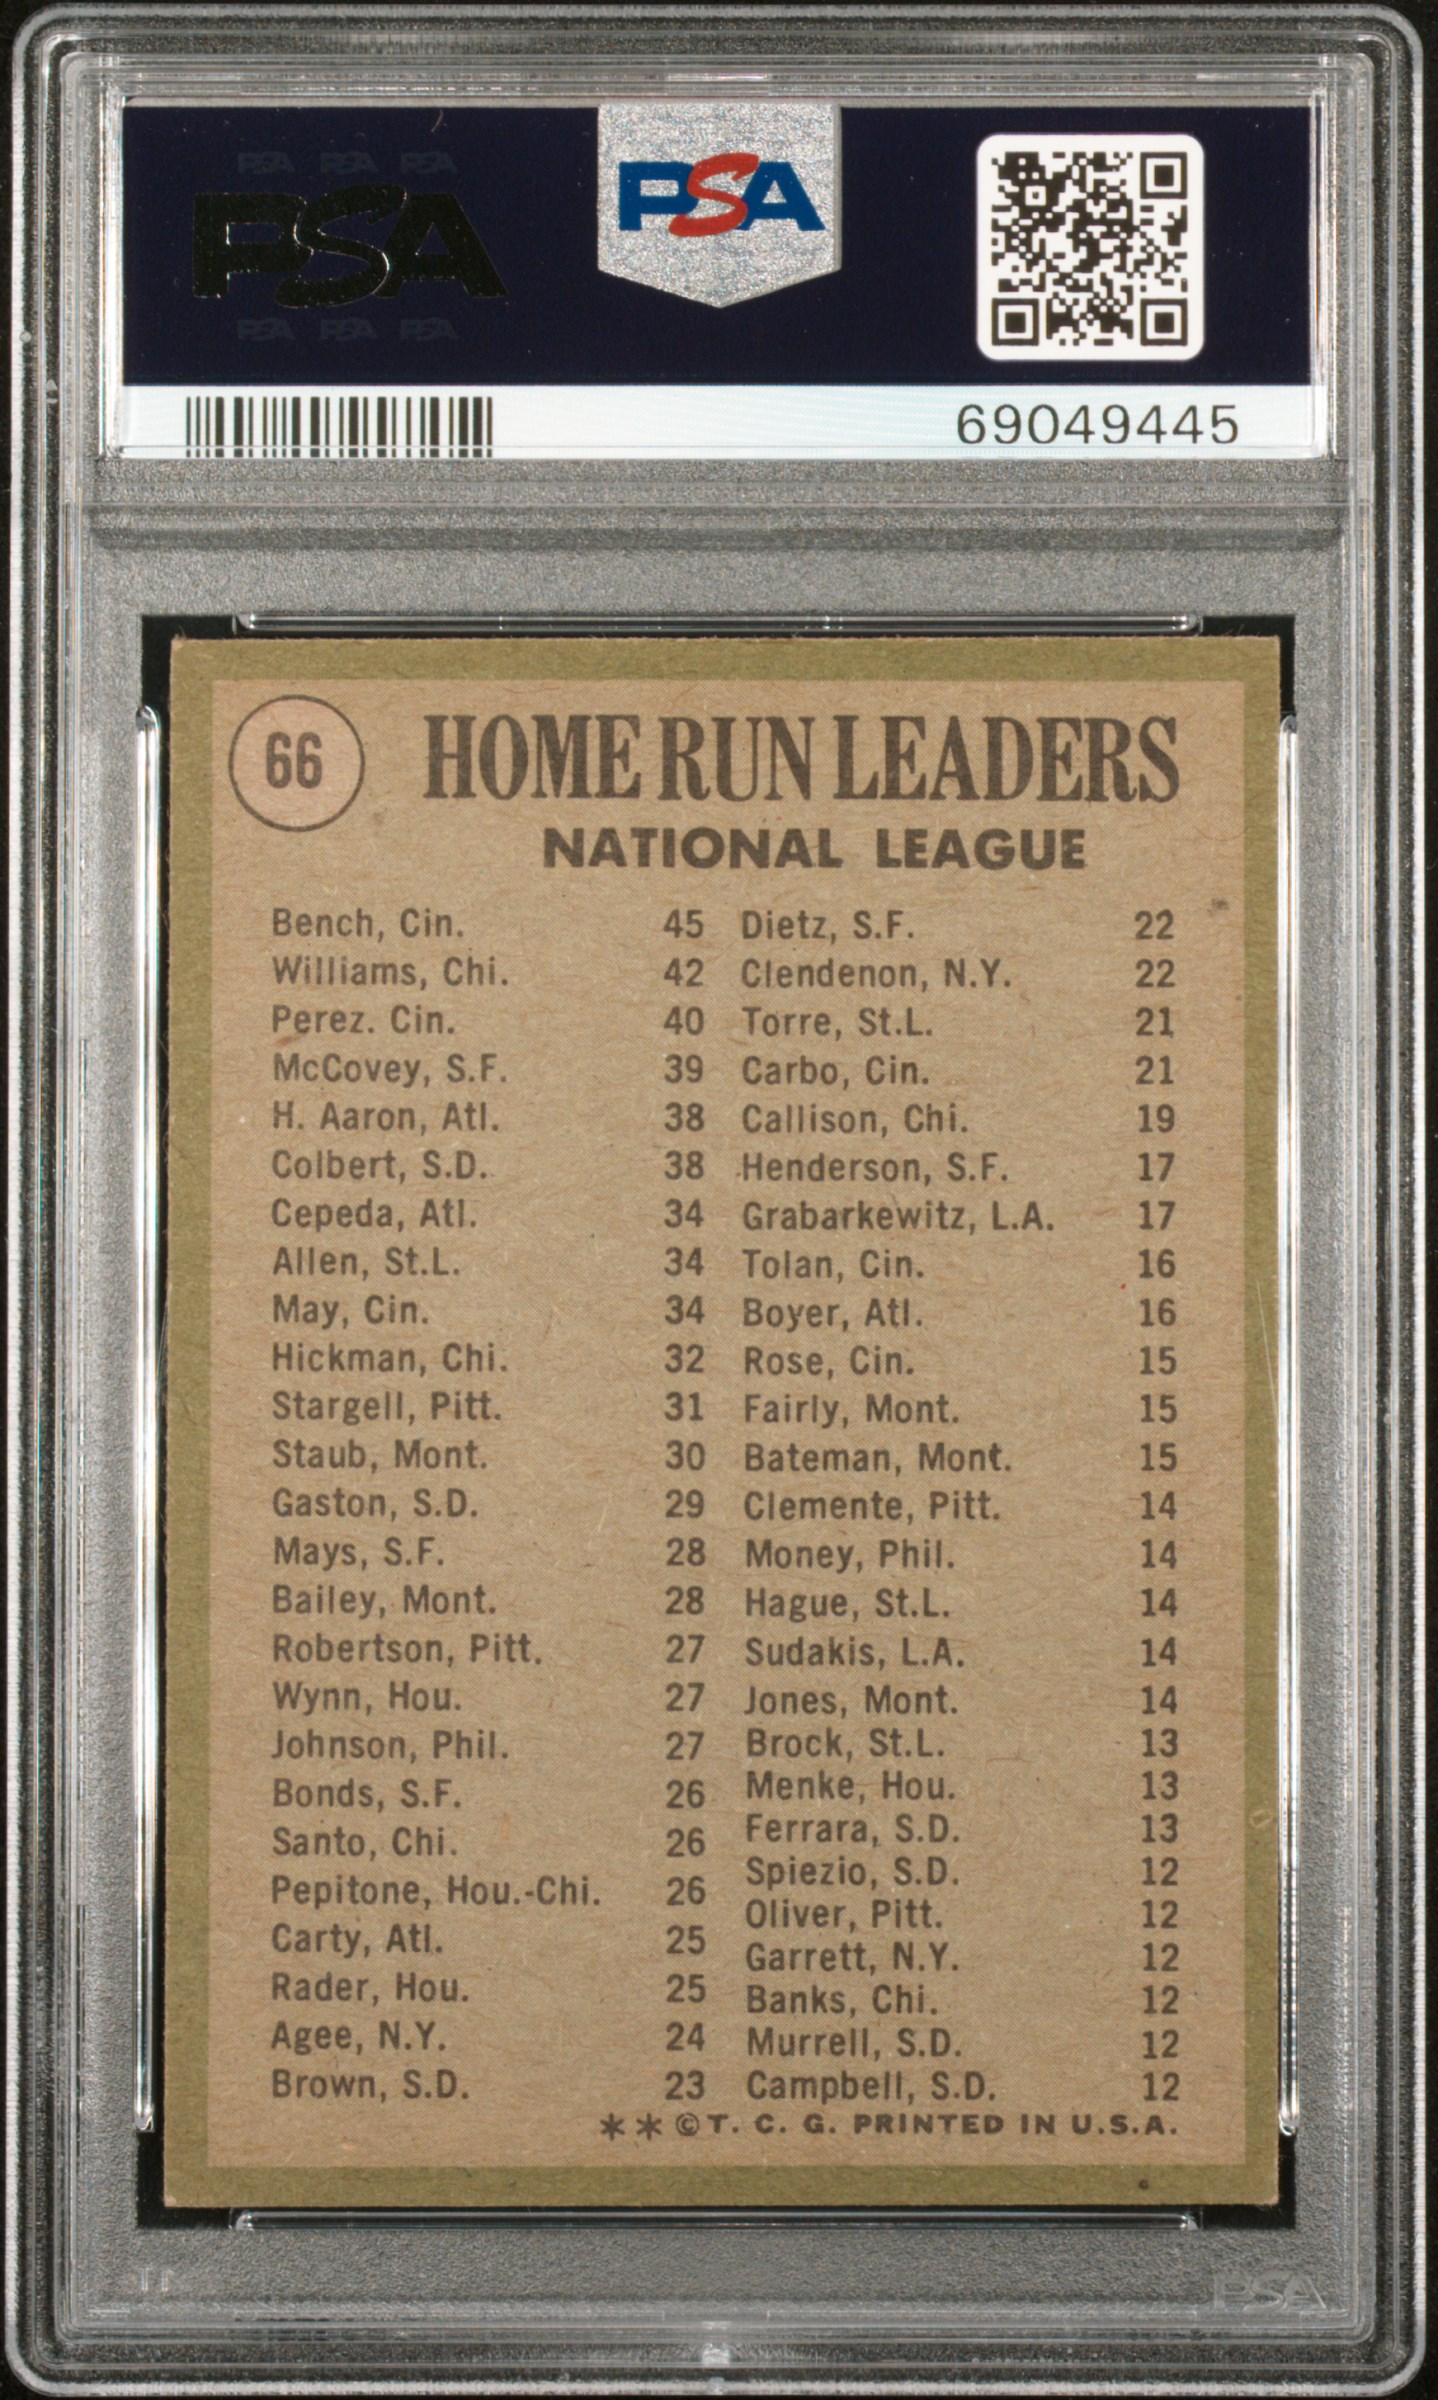 PSA PSA PSA
PSA
PSA PSA PSA
PSA
69049445
66
HOME RUN LEADERS
NATIONAL LEAGUE
Bench, Cin. 45
Williams, Chi. 42
Perez. Cin. 40
McCovey, S.F. 39
H. Aaron, Atl. 38
Colbert, S.D. 38
Cepeda, Atl. 34
Allen, St.L. 34
May, Cin. 34
Hickman, Chi. 32
Stargell, Pitt. 31
Staub, Mont. 30
Gaston, S.D. 29
Mays, S.F. 28
Bailey, Mont. 28
Robertson, Pitt. 27
Wynn, Hou. 27
Johnson, Phil. 27
Bonds, S.F. 26
Santo, Chi. 26
Pepitone, Hou.-Chi. 26
Carty, Atl. 25
Rader, Hou. 25
Agee, N.Y. 24
Brown, S.D. 23
Dietz, S.F. 22
Clendenon, N.Y. 22
Torre, St.L. 21
Carbo, Cin. 21
Callison, Chi. 19
Henderson, S.F. 17
Grabarkewitz, L.A. 17
Tolan, Cin. 16
Boyer, Atl. 16
Rose, Cin. 15
Fairly, Mont. 15
Bateman, Mont. 15
Clemente, Pitt. 14
Money, Phil. 14
Hague, St.L. 14
Sudakis, L.A. 14
Jones, Mont. 14
Brock, St.L. 13
Menke, Hou. 13
Ferrara, S.D. 13
Spiezio, S.D. 12
Oliver, Pitt. 12
Garrett, N.Y. 12
Banks, Chi. 12
Murrell, S.D. 12
Campbell, S.D. 12
**©T. C. G. PRINTED IN U.S.A.
PSA